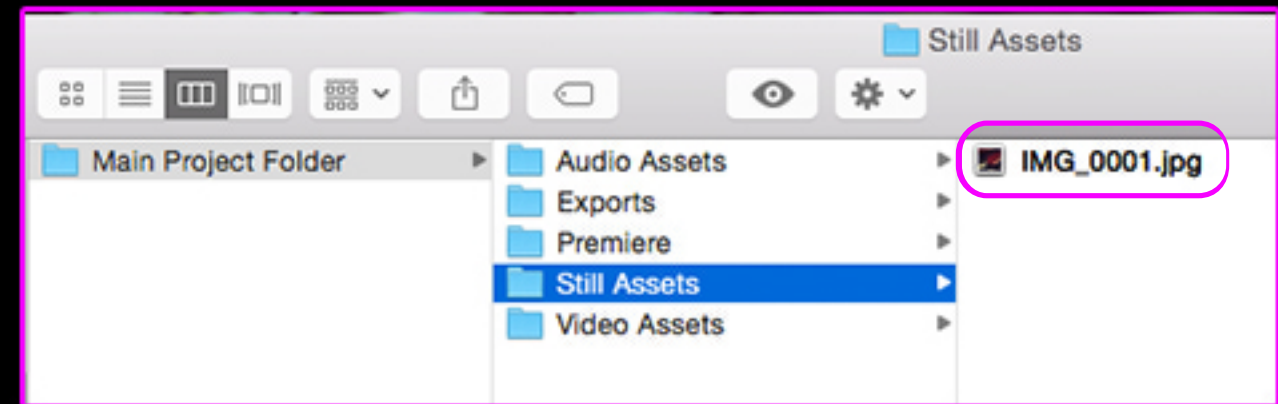 Still Assets
Main Project Folder
Audio Assets
Exports
Premiere
Still Assets
Video Assets
IMG_0001.jpg